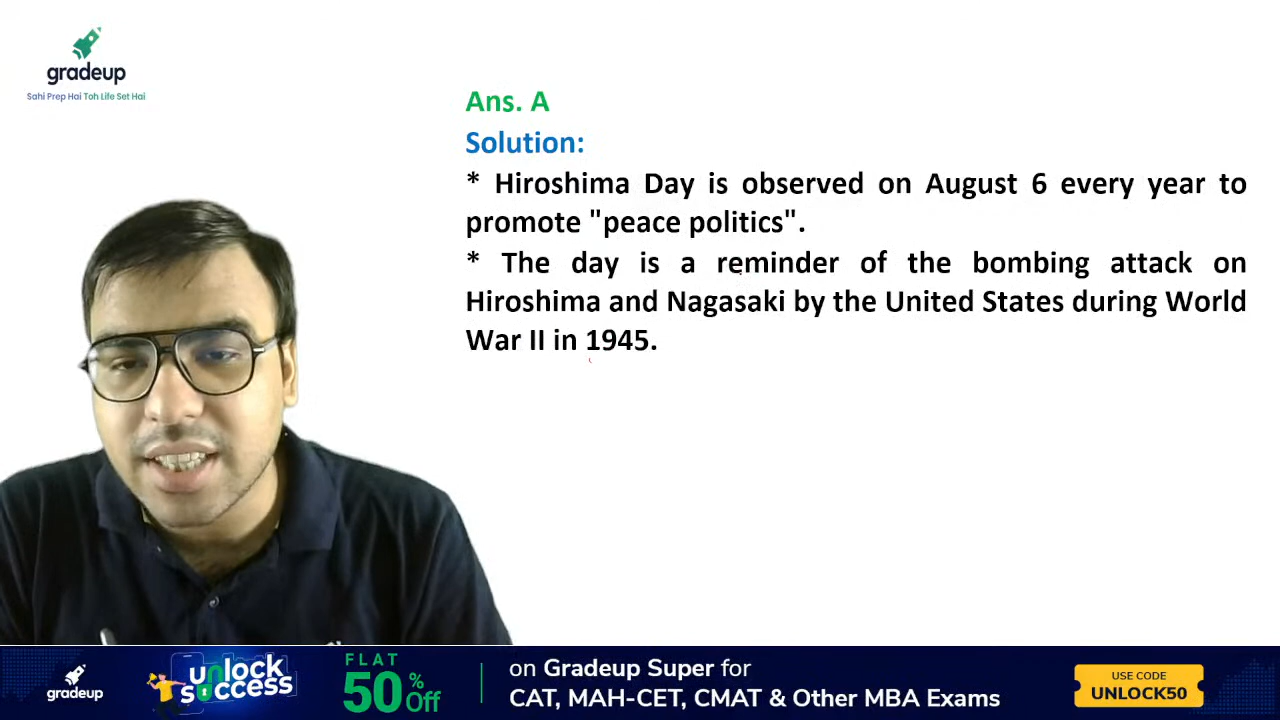 gradeup
Sahi Prep Hai Toh Life Set Hai
Ans. A
Solution:
* Hiroshima Day is observed on August 6 every year to
promote "peace politics".
* The day is a reminder of the bombing attack on
Hiroshima and Nagasaki by the United States during World
War II in 1945.
gradeup
unlock
success
FLAT
50% Off
on Gradeup Super for
CAT, MAH-CET, CMAT & Other MBA Exams
USE CODE
UNLOCK50